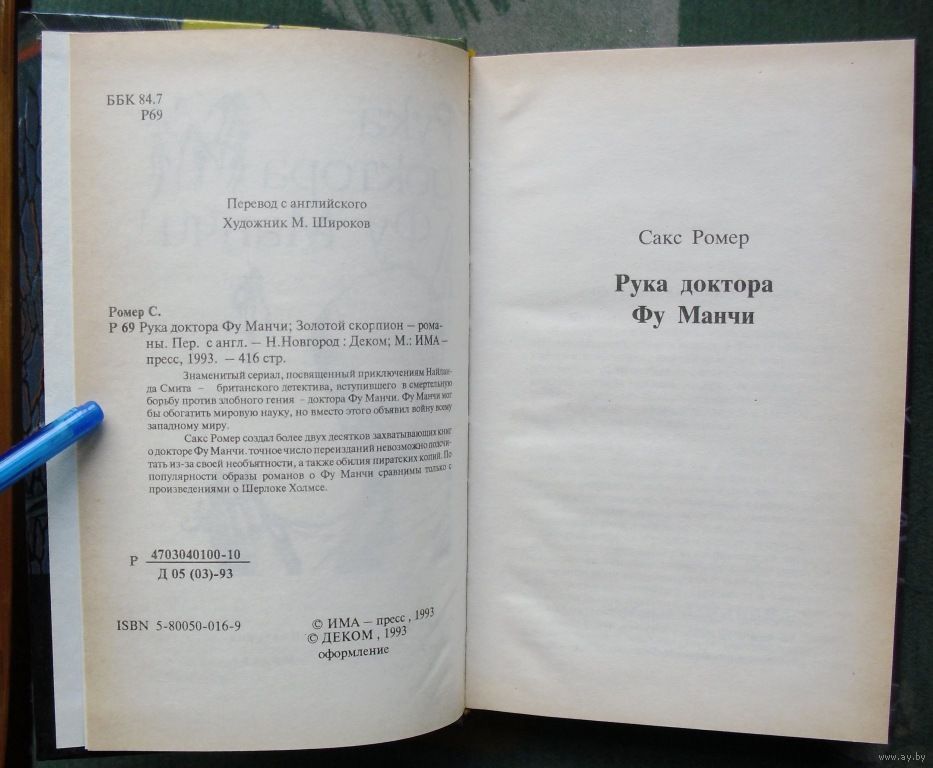 ББК 84.7
Р69
Перевод с английского
Художник М. Широков
Ромер С.
Р 69 Рука доктора Фу Манчи; Золотой скорпион – рома-
ны. Пер. с англ. – Н.Новгород : Деком; М.: ИМА –
пресс, 1993. – 416 стр.
Знаменитый сериал, посвященный приключениям Найлан-
да Смита – британского детектива, вступившего в смертельную
борьбу против злобного гения – доктора Фу Манчи. Фу Манчи мог
бы обогатить мировую науку, но вместо этого объявил войну всему
западному миру.
Сакс Ромер создал более двух десятков захватывающих книг
о докторе Фу Манчи. точное число переизданий невозможно подсчи-
тать из-за своей необъятности, а также обилия пиратских копий. По
популярности образы романов о Фу Манчи сравнимы только с
произведениями о Шерлоке Холмсе.
Р 4703040100-10
Д 05 (03)-93
ISBN 5-80050-016-9
© ИМА – пресс , 1993
© ДЕКОМ , 1993
оформление
Сакс Ромер
Рука доктора
Фу Манчи
www.ay.by